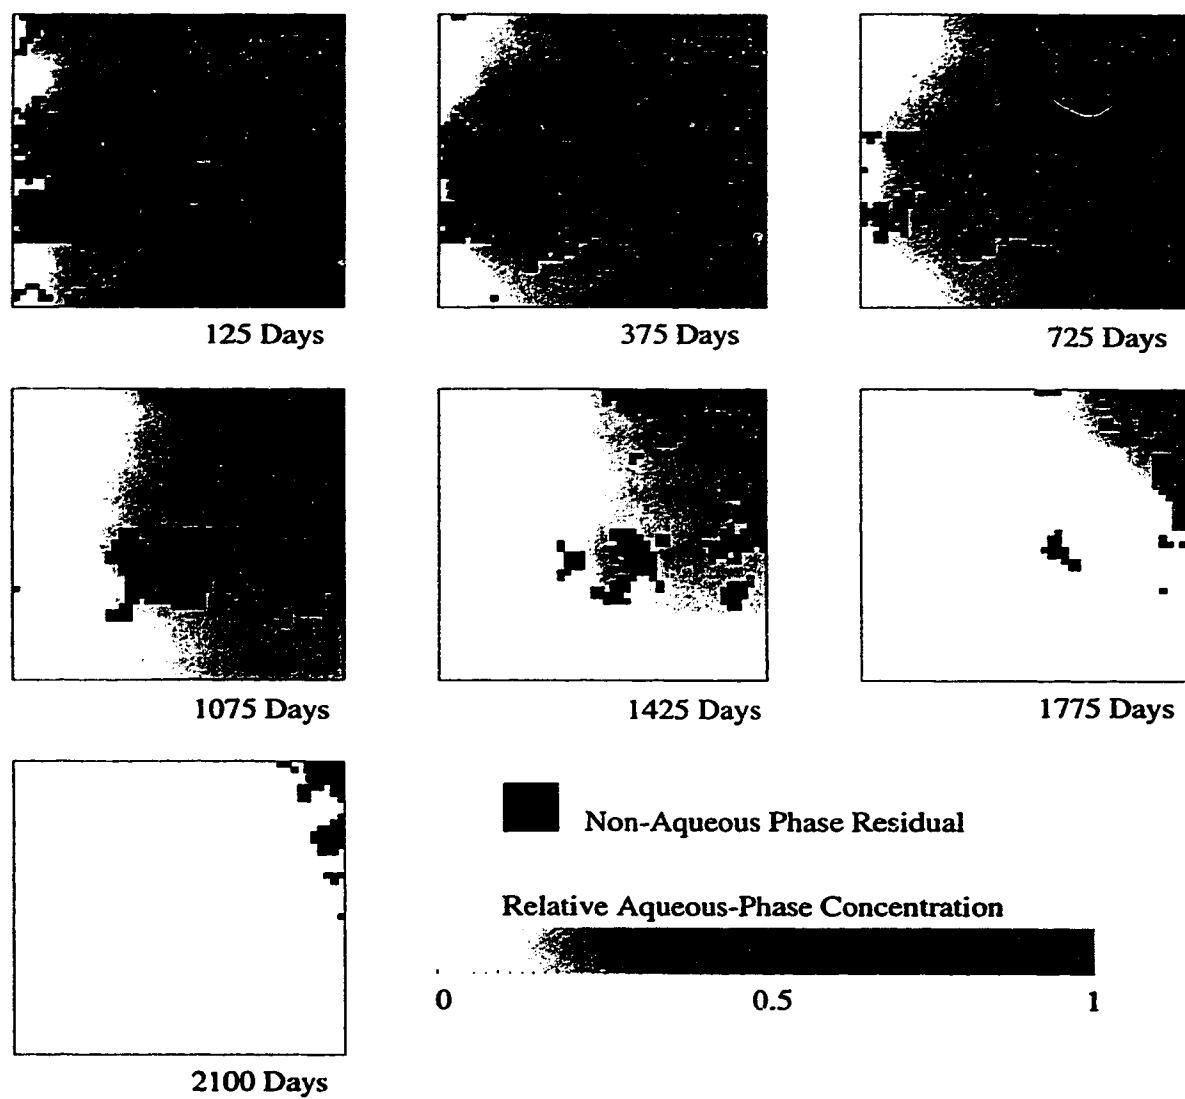 125 Days
375 Days
725 Days
1075 Days
1425 Days
1775 Days
2100 Days
Non-Aqueous Phase Residual
Relative Aqueous-Phase Concentration
0
0.5
1